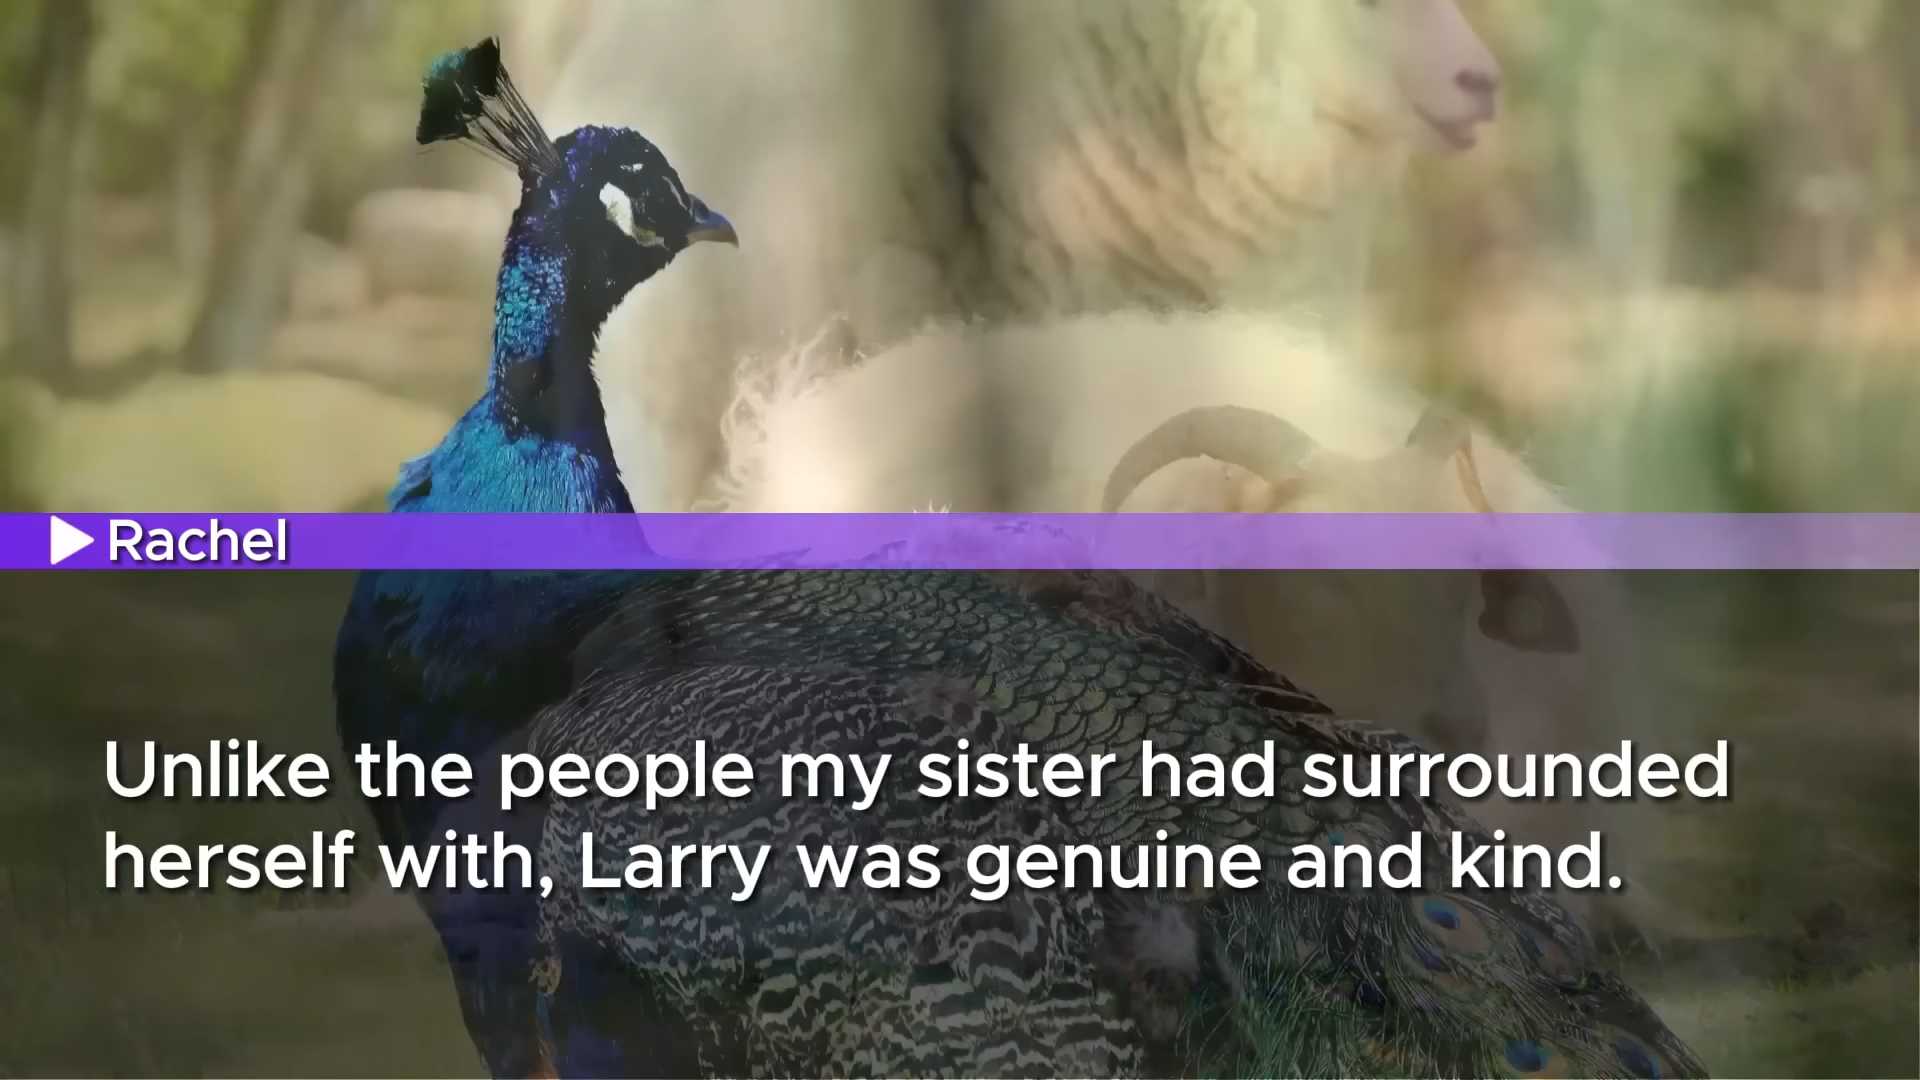 Rachel
Unlike the people my sister had surrounded
herself with, Larry was genuine and kind.